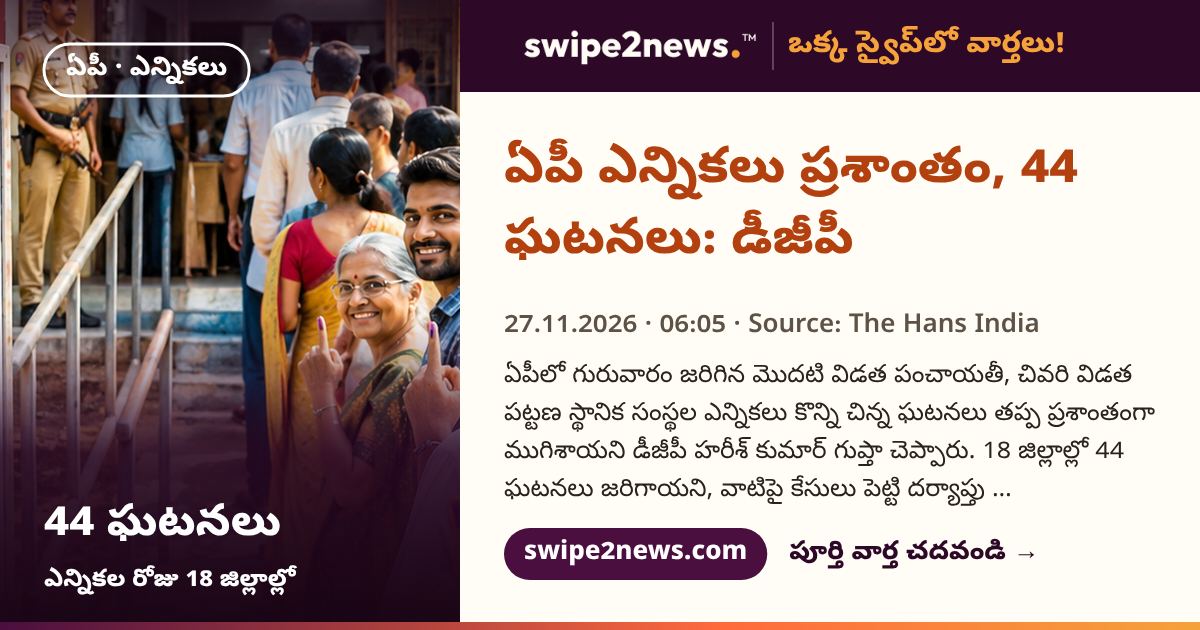 ఏపీ · ఎన్నికలు
44 ఘటనలు
ఎన్నికల రోజు 18 జిల్లాల్లో
swipe2news.™ ఒక్క స్వైప్‌లో వార్తలు!
ఏపీ ఎన్నికలు ప్రశాంతం, 44
ఘటనలు: డీజీపీ
27.11.2026 · 06:05 · Source: The Hans India
ఏపీలో గురువారం జరిగిన మొదటి విడత పంచాయతీ, చివరి విడత
పట్టణ స్థానిక సంస్థల ఎన్నికలు కొన్ని చిన్న ఘటనలు తప్ప ప్రశాంతంగా
ముగిశాయని డీజీపీ హరీశ్ కుమార్ గుప్తా చెప్పారు. 18 జిల్లాల్లో 44
ఘటనలు జరిగాయని, వాటిపై కేసులు పెట్టి దర్యాప్తు ...
swipe2news.com పూర్తి వార్త చదవండి →